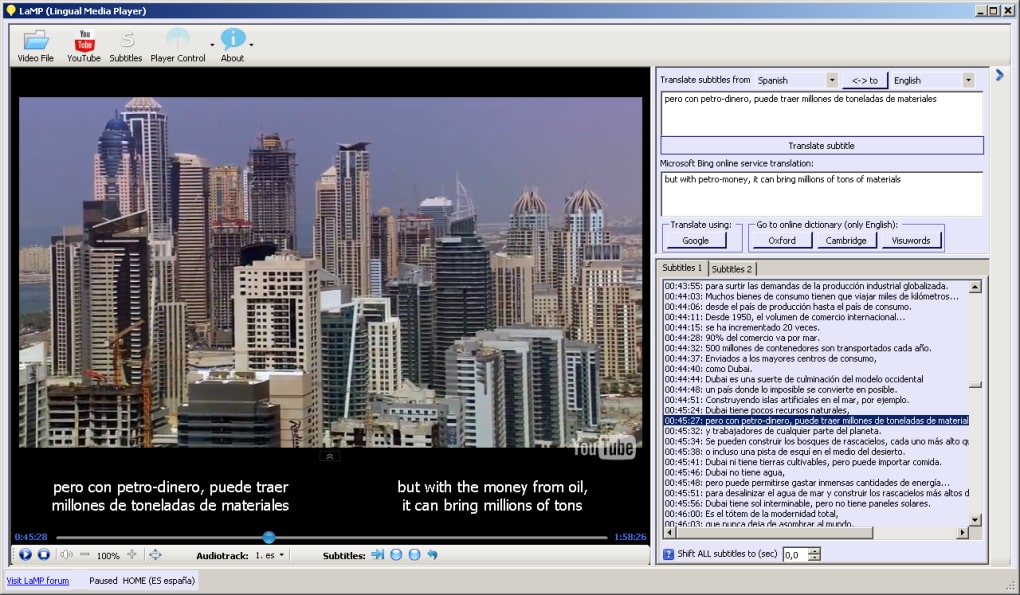 LaMP (Lingual Media Player)
Video File
You
Tube
YouTube
S
Subtitles
Player Control
About
Translate subtitles from
Spanish
<-> to
English
pero con petro-dinero, puede traer millones de toneladas de materiales
Translate subtitle
Microsoft Bing online service translation:
but with petro-money, it can bring millions of tons of materials
Translate using:
Google
Go to online dictionary (only English):
Oxford
Cambridge
Visuwords
Subtitles 1
Subtitles 2
00:43:55: para surtir las demandas de la producción industrial globalizada.
00:44:03: Muchos bienes de consumo tienen que viajar miles de kilómetros...
00:44:06: desde el país de producción hasta el país de consumo.
00:44:11: Desde 1950, el volumen de comercio internacional...
00:44:15: se ha incrementado 20 veces.
00:44:28: 90% del comercio va por mar.
00:44:32: 500 millones de contenedores son transportados cada año.
00:44:37: Enviados a los mayores centros de consumo,
00:44:40: como Dubai.
00:44:44: Dubai es una suerte de culminación del modelo occidental
00:44:48: un país donde lo imposible se convierte en posible.
00:44:51: Construyendo islas artificiales en el mar, por ejemplo.
00:45:24: Dubai tiene pocos recursos naturales,
00:45:27: pero con petro-dinero, puede traer millones de toneladas de material
00:45:32: y trabajadores de cualquier parte del planeta.
00:45:34: Se pueden construir los bosques de rascacielos, cada uno más alto q
00:45:38: o incluso una pista de esquí en el medio del desierto.
00:45:41: Dubai ni tiene tierras cultivables, pero puede importar comida.
00:45:46: Dubai no tiene agua,
00:45:48: pero puede permitirse gastar inmensas cantidades de energía...
00:45:51: para desalinizar el agua de mar y construir los rascacielos más altos d
00:45:56: Dubai tiene sol interminable, pero no tiene paneles solares.
00:46:00: Es el tótem de la modernidad total,
00:46:03: que nunca deja de asombrar al mundo.
YouTube
pero con petro-dinero, puede traer
millones de toneladas de materiales
but with the money from oil,
it can bring millions of tons
0:45:28
1:58:26
100%
Audiotrack: 1. es
Subtitles:
Shift ALL subtitles to (sec)
0,0
Visit LaMP forum
Paused HOME (ES españa)